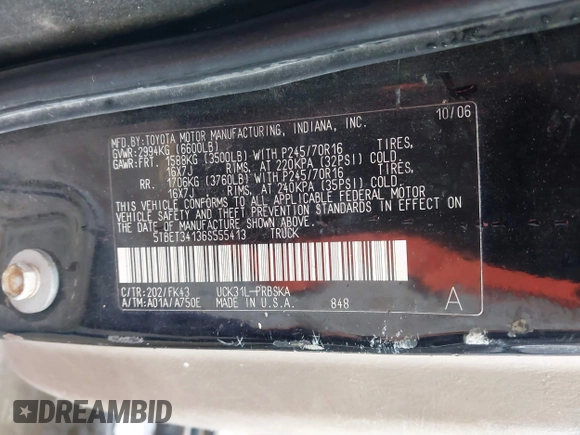 MFD. BY: TOYOTA MOTOR MANUFACTURING, INDIANA, INC. 10/06
GVWR: 2994KG (6600LB)
GAWR: FRT. 1588KG (3500LB) WITH P245/70R16 TIRES,
16X7J RIMS, AT 220KPA (32PSI) COLD.
RR. 1706KG (3760LB) WITH P245/70R16 TIRES,
16X7J RIMS, AT 240KPA (35PSI) COLD.
THIS VEHICLE CONFORMS TO ALL APPLICABLE FEDERAL MOTOR
VEHICLE SAFETY AND THEFT PREVENTION STANDARDS IN EFFECT ON
THE DATE OF MANUFACTURE SHOWN ABOVE.
5TBET34136S555413 TRUCK
C/TR: 202/FK43 UCK31L-PRBSKA
A/TM: A01A/A750E MADE IN U.S.A. 848 A
DREAMBID